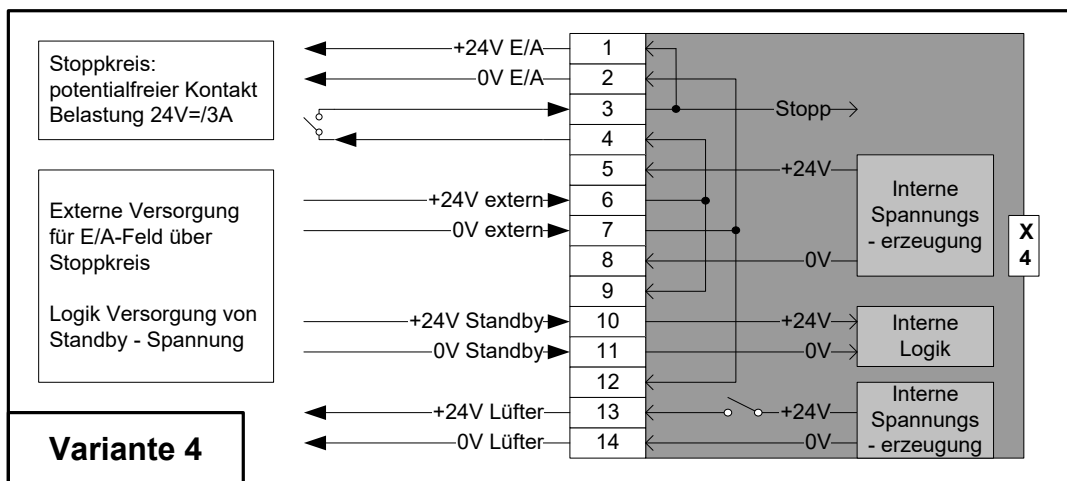 Stoppkreis:
potentialfreier Kontakt
Belastung 24V=/3A
Externe Versorgung
für E/A-Feld über
Stoppkreis
Logik Versorgung von
Standby - Spannung
Variante 4
+24V E/A
0V E/A
+24V extern
0V extern
+24V Standby
0V Standby
+24V Lüfter
0V Lüfter
1
2
3
4
5
6
7
8
9
10
11
12
13
14
Stopp
+24V
0V
Interne
Spannungs
- erzeugung
+24V
0V
Interne
Logik
+24V
0V
Interne
Spannungs
- erzeugung
X
4